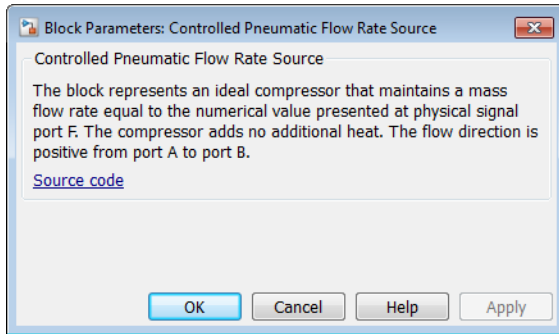 Block Parameters: Controlled Pneumatic Flow Rate Source
Controlled Pneumatic Flow Rate Source
The block represents an ideal compressor that maintains a mass
flow rate equal to the numerical value presented at physical signal
port F. The compressor adds no additional heat. The flow direction is
positive from port A to port B.
Source code
OK Cancel Help Apply